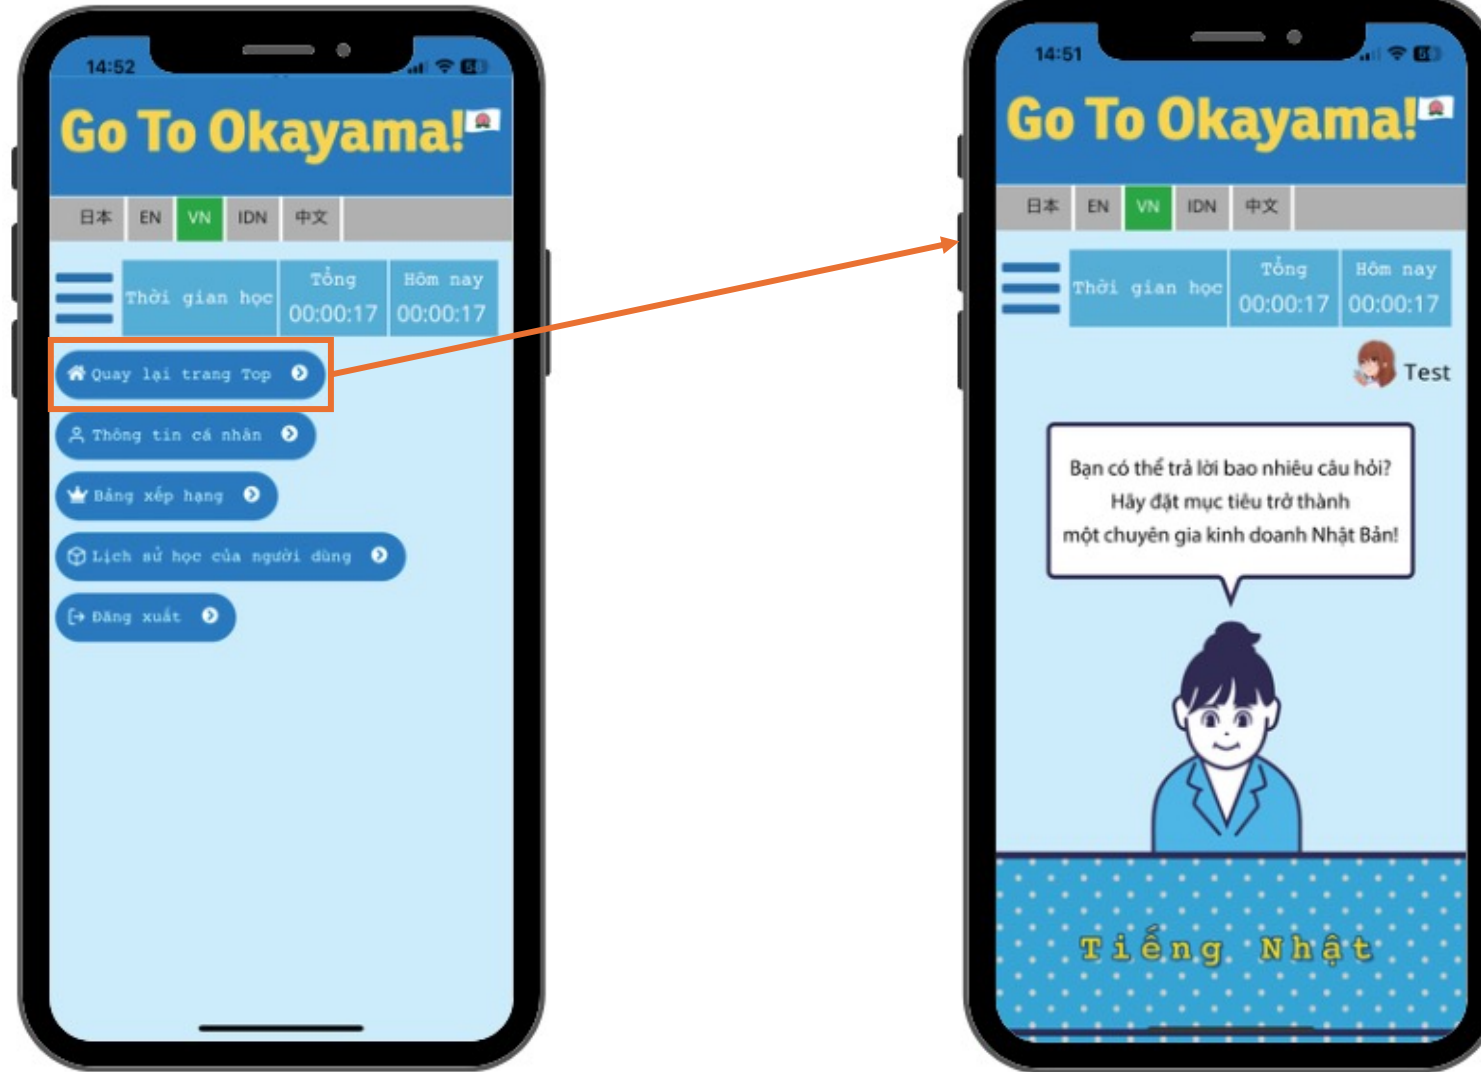 14:52
Go To Okayama!
日本 EN VN IDN 中文
Thời gian học
Tổng
00:00:17
Hôm nay
00:00:17
Quay lại trang Top
Thông tin cá nhân
Bảng xếp hạng
Lịch sử học của người dùng
Đăng xuất
14:51
Go To Okayama!
日本 EN VN IDN 中文
Thời gian học
Tổng
00:00:17
Hôm nay
00:00:17
Test
Bạn có thể trả lời bao nhiêu câu hỏi?
Hãy đặt mục tiêu trở thành
một chuyên gia kinh doanh Nhật Bản!
Tiếng Nhật